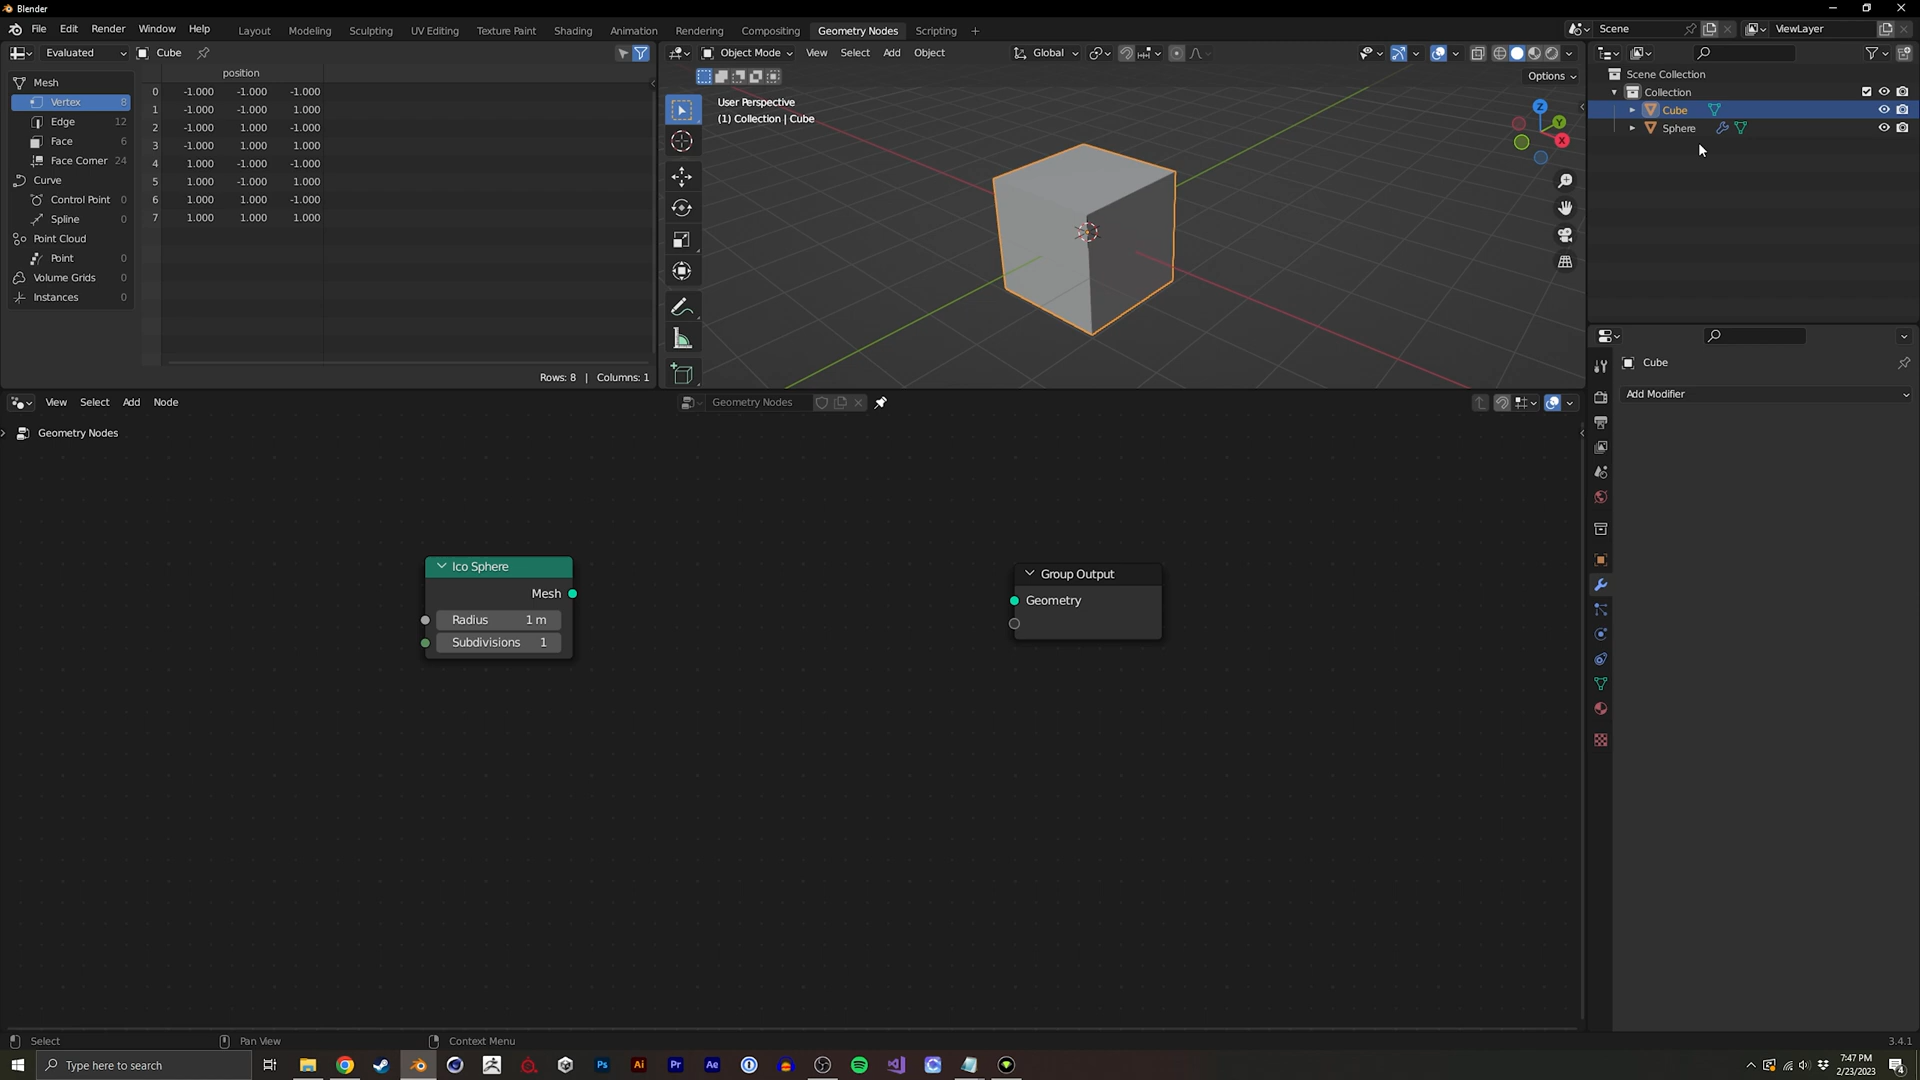 Blender
File Edit Render Window Help
Layout Modeling Sculpting UV Editing Texture Paint Shading Animation Rendering Compositing Geometry Nodes Scripting +
Scene
ViewLayer
Evaluated
Cube
Object Mode View Select Add Object
Global
Options
Mesh
Vertex 8
Edge 12
Face 6
Face Corner 24
Curve
Control Point 0
Spline 0
Point Cloud
Point 0
Volume Grids 0
Instances 0
position
0 -1.000 -1.000 -1.000
1 -1.000 -1.000 1.000
2 -1.000 1.000 -1.000
3 -1.000 1.000 1.000
4 1.000 -1.000 -1.000
5 1.000 -1.000 1.000
6 1.000 1.000 -1.000
7 1.000 1.000 1.000
Rows: 8 | Columns: 1
User Perspective
(1) Collection | Cube
Z
Y
X
Scene Collection
Collection
Cube
Sphere
Cube
Add Modifier
View Select Add Node
Geometry Nodes
Geometry Nodes
Ico Sphere
Mesh
Radius 1 m
Subdivisions 1
Group Output
Geometry
Select
Pan View
Context Menu
3.4.1
Type here to search
Ps
Ai
Pr
Ae
7:47 PM
2/23/2023
4